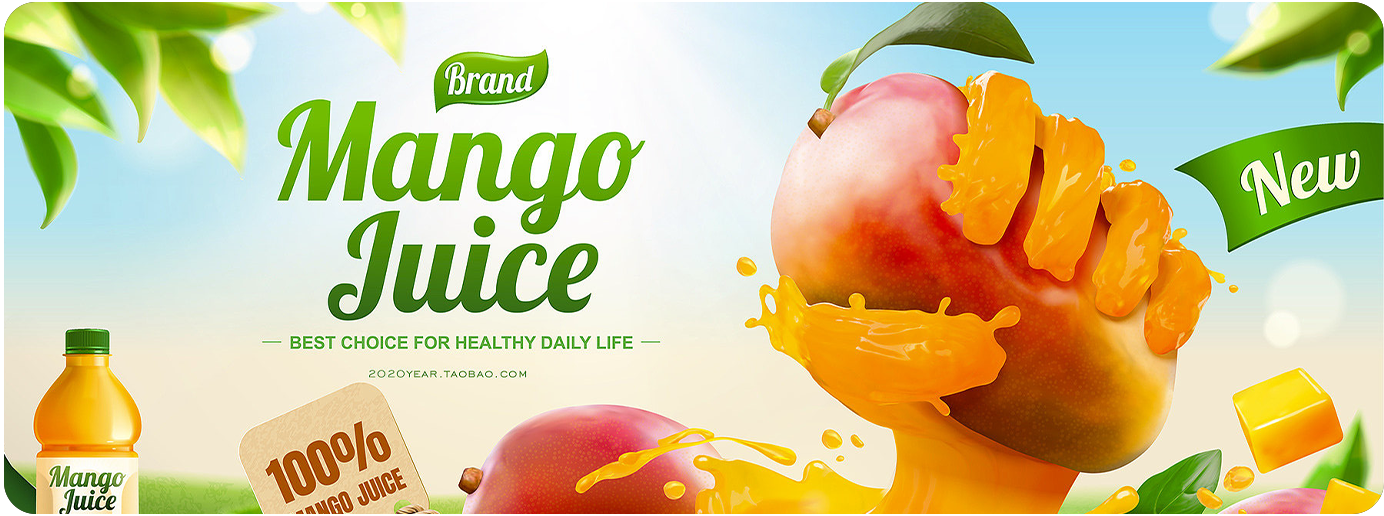 Brand
Mango
Juice
BEST CHOICE FOR HEALTHY DAILY LIFE
2020YEAR.TAOBAO.COM
New
Mango
Juice
100%
MANGO JUICE